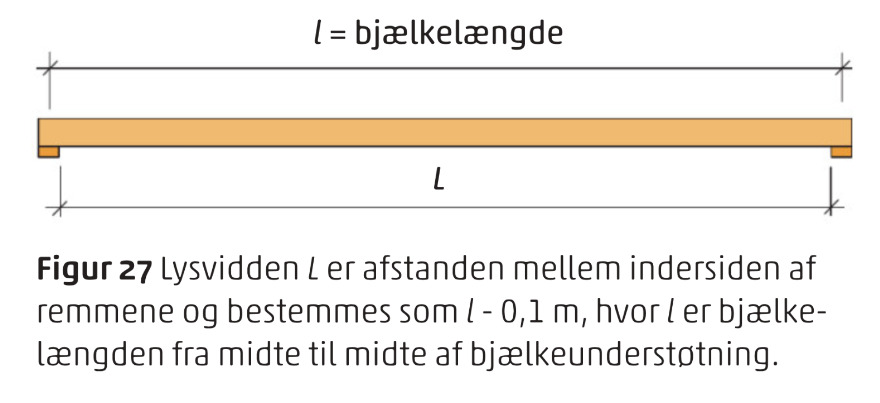 l = bjælkelængde
L
Figur 27 Lysvidden L er afstanden mellem indersiden af
remmene og bestemmes som l - 0,1 m, hvor l er bjælke-
længden fra midte til midte af bjælkeunderstøtning.